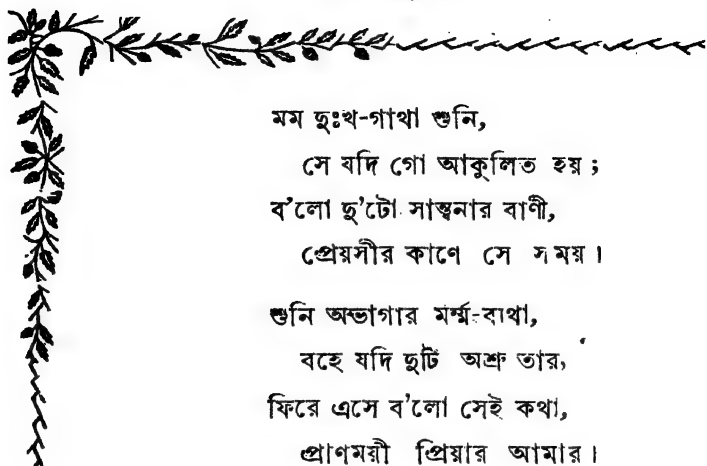 মম দুঃখ-গাথা শুনি,
সে যদি গো আকুলিত হয় ;
ব'লো দু'টো সান্ত্বনার বাণী,
প্রেয়সীর কাণে সে সময় ।
শুনি অভাগার মর্ম্ম-ব্যথা,
বহে যদি দুটি অশ্রু তার,
ফিরে এসে ব'লো সেই কথা,
প্রাণময়ী প্রিয়ার আমার ।